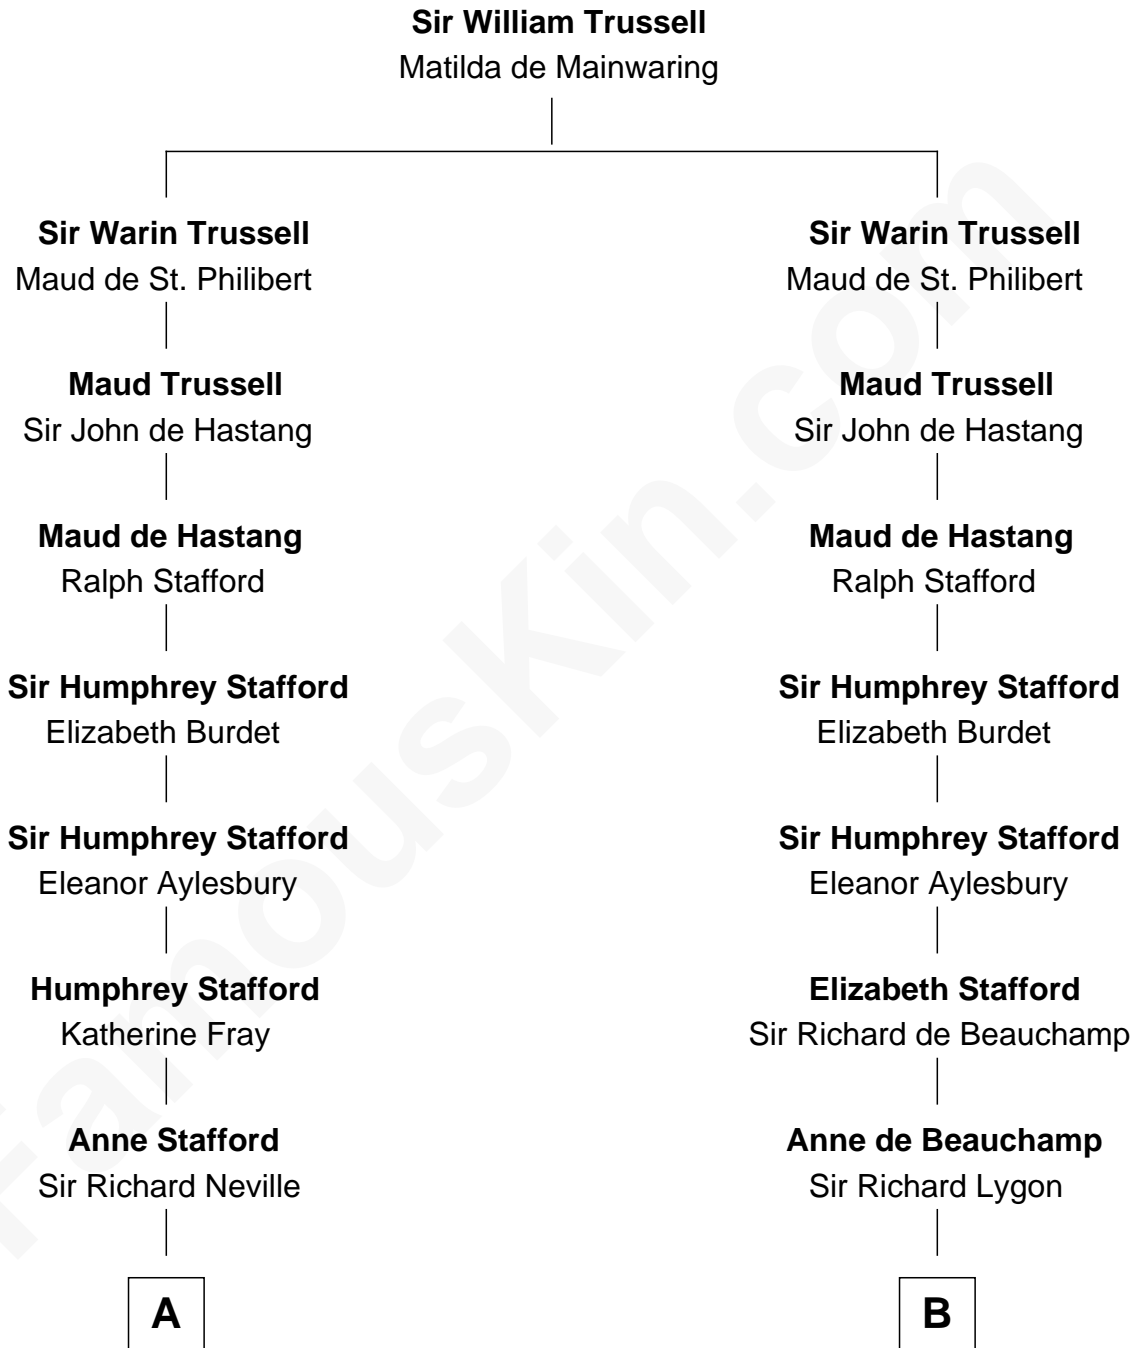 Sir William Trussell
Matilda de Mainwaring
Sir Warin Trussell
Maud de St. Philibert
Maud Trussell
Sir John de Hastang
Maud de Hastang
Ralph Stafford
Sir Humphrey Stafford
Elizabeth Burdet
Sir Humphrey Stafford
Eleanor Aylesbury
Humphrey Stafford
Katherine Fray
Anne Stafford
Sir Richard Neville
A
Sir Warin Trussell
Maud de St. Philibert
Maud Trussell
Sir John de Hastang
Maud de Hastang
Ralph Stafford
Sir Humphrey Stafford
Elizabeth Burdet
Sir Humphrey Stafford
Eleanor Aylesbury
Elizabeth Stafford
Sir Richard de Beauchamp
Anne de Beauchamp
Sir Richard Lygon
B
FamousKin.com